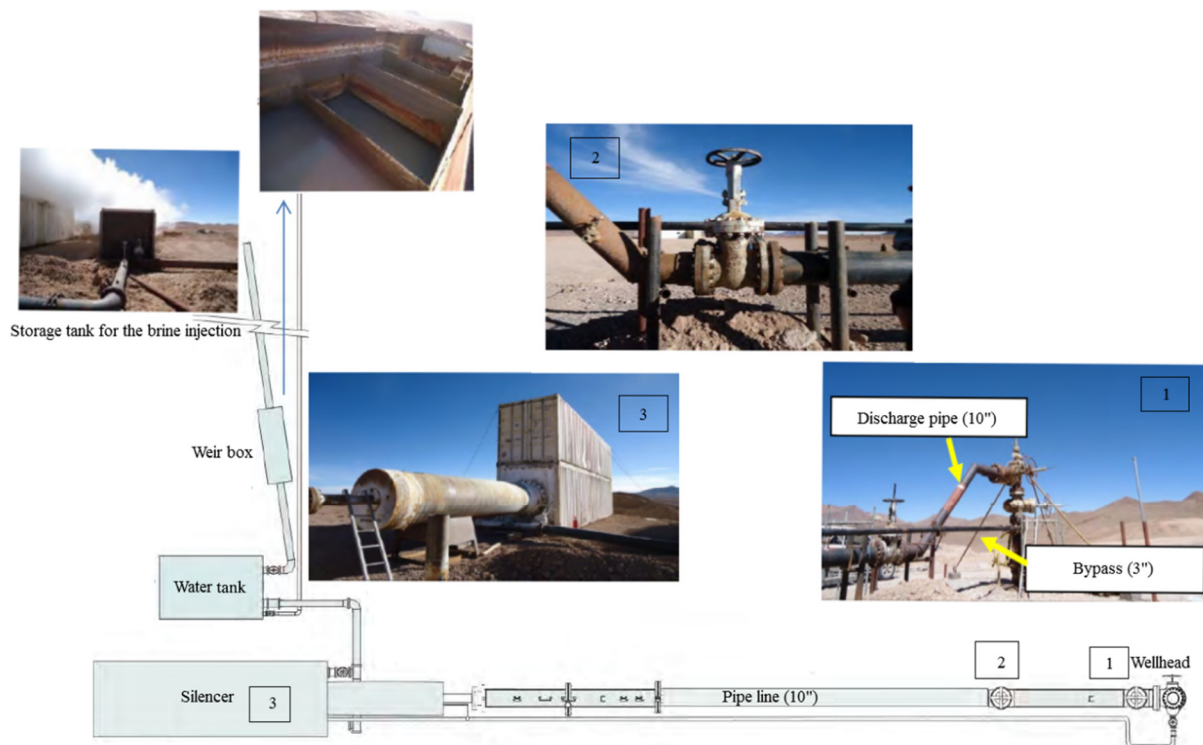 2
Storage tank for the brine injection
3
1
Discharge pipe (10")
Bypass (3")
Weir box
Water tank
Silencer
3
Pipe line (10")
2
1
Wellhead